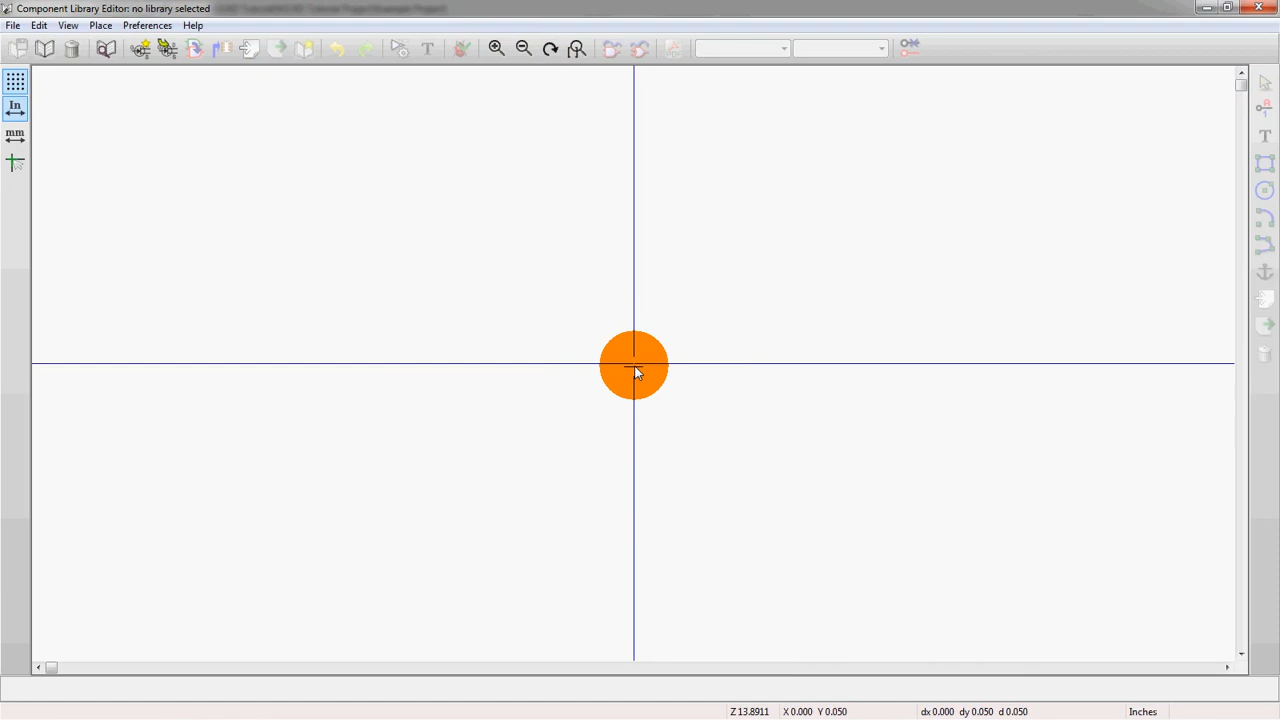 Component Library Editor: no library selected
File Edit View Place Preferences Help
T
In
mm
A
1
T
Z 13.8911 X 0.000 Y 0.050 dx 0.000 dy 0.050 d 0.050 Inches